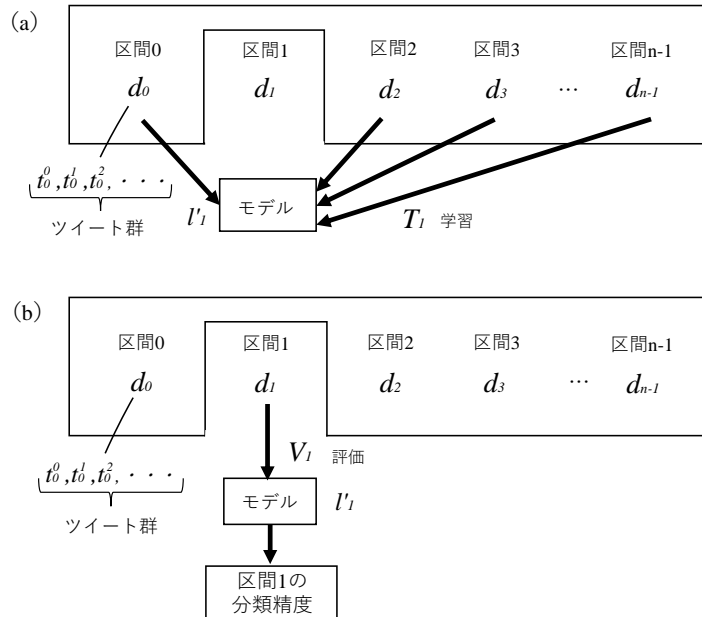 (a)
区間0 区間1 区間2 区間3 区間n-1
d₀ d₁ d₂ d₃ … dₙ₋₁
t₀⁰,t₀¹,t₀²,・・・
ツイート群
l'₁ モデル T₁ 学習
(b)
区間0 区間1 区間2 区間3 区間n-1
d₀ d₁ d₂ d₃ … dₙ₋₁
V₁ 評価
t₀⁰,t₀¹,t₀²,・・・
ツイート群
モデル l'₁
区間1の
分類精度